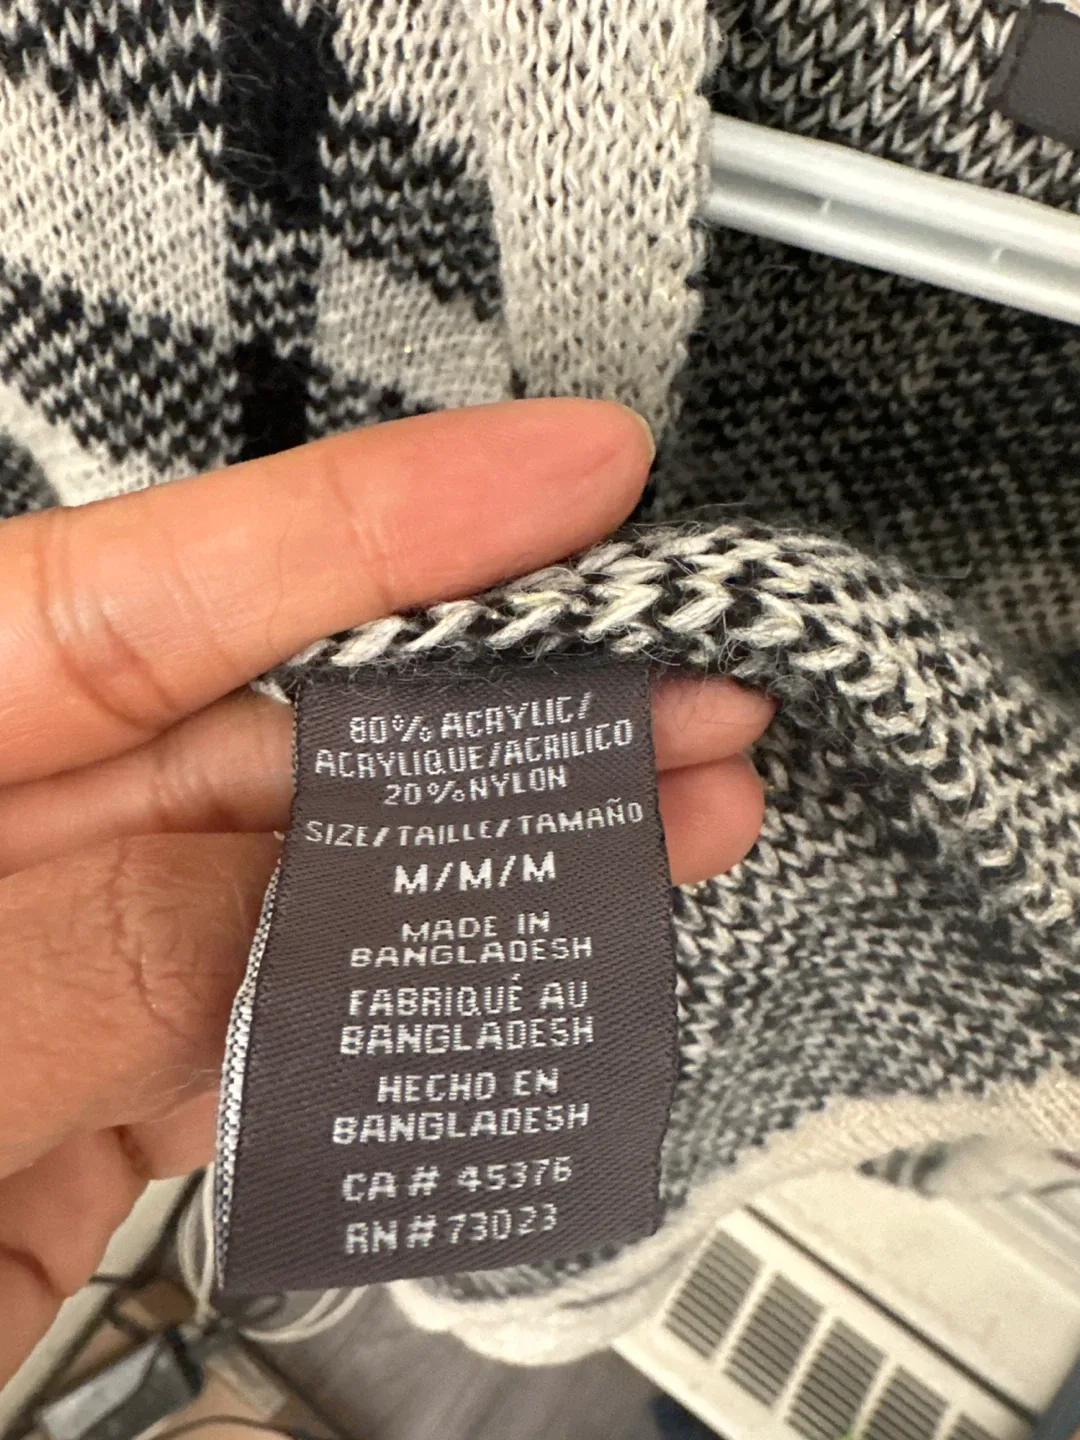 80% ACRYLIC/
ACRYLIQUE/ACRILICO
20% NYLON
SIZE/TAILLE/TAMAÑO
M/M/M
MADE IN
BANGLADESH
FABRIQUÉ AU
BANGLADESH
HECHO EN
BANGLADESH
CA # 45376
RN # 73023